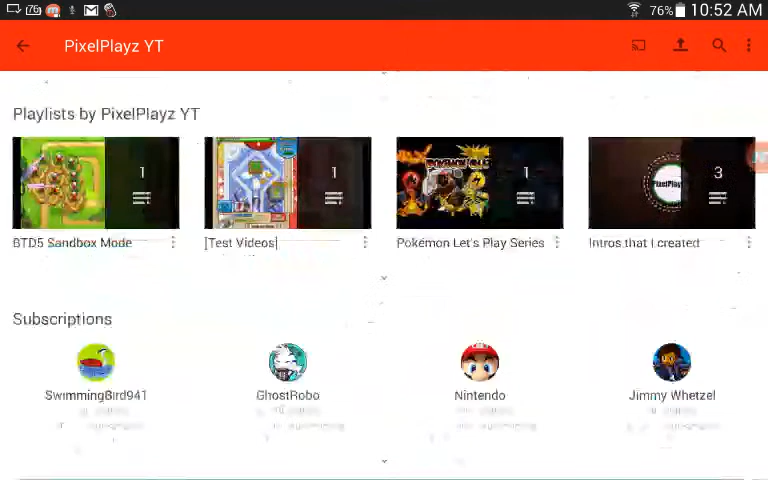 76% 10:52 AM
PixelPlayz YT
Playlists by PixelPlayz YT
1
1
1
3
BTD5 Sandbox Mode
[Test Videos]
Pokémon Let's Play Series
Intros that I created
Subscriptions
SwimmingBird941
GhostRobo
Nintendo
Jimmy Whetzel